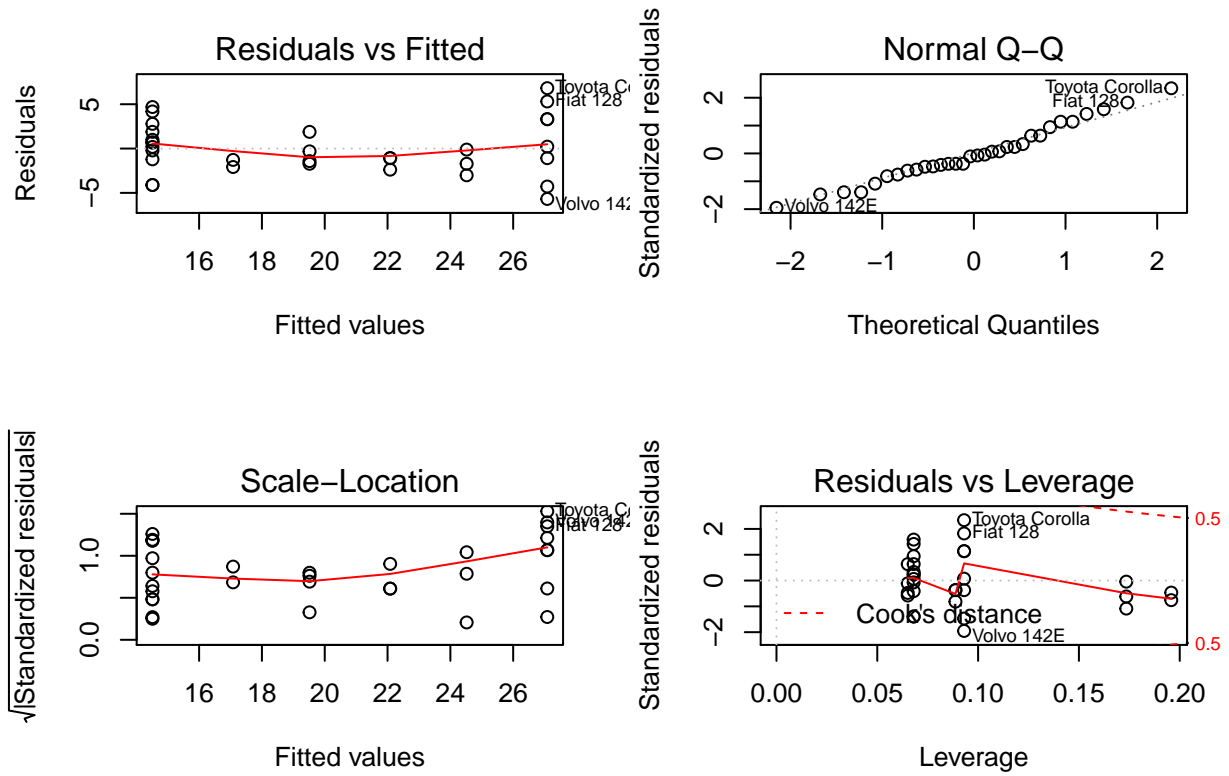 Residuals vs Fitted
Residuals
5
−5
Toyota Co
Fiat 128
Volvo 142
16 18 20 22 24 26
Fitted values
Normal Q−Q
Standardized residuals
2
0
−2
Toyota Corolla
Fiat 128
Volvo 142E
−2 −1 0 1 2
Theoretical Quantiles
Scale−Location
√|Standardized residuals|
1.0
0.0
Toyota Co
Volvo 142
Fiat 128
16 18 20 22 24 26
Fitted values
Residuals vs Leverage
Standardized residuals
2
0
−2
Toyota Corolla
Fiat 128
Cook's distance
Volvo 142E
0.5
0.5
0.00 0.05 0.10 0.15 0.20
Leverage